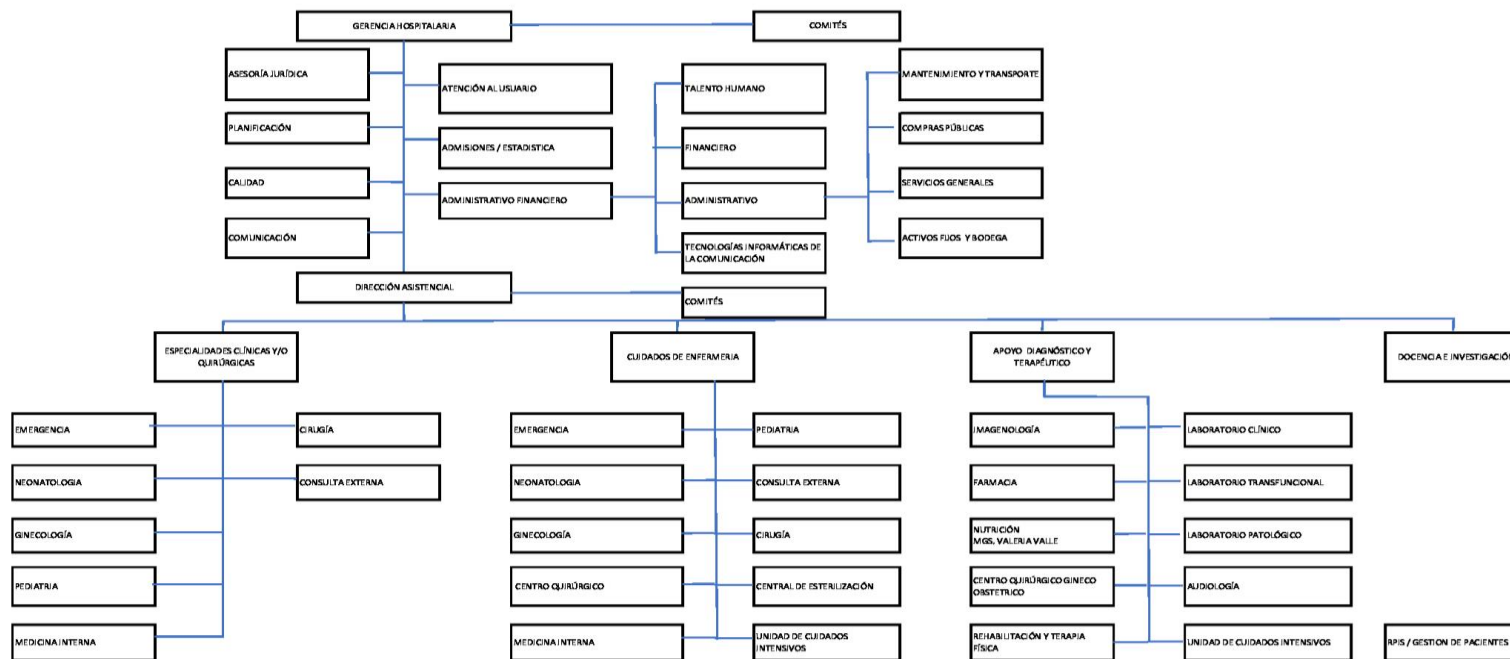 GERENCIA HOSPITALARIA
COMITÉS
ASESORÍA JURÍDICA
ATENCIÓN AL USUARIO
TALENTO HUMANO
MANTENIMIENTO Y TRANSPORTE
PLANIFICACIÓN
ADMISIONES / ESTADISTICA
FINANCIERO
COMPRAS PÚBLICAS
CALIDAD
ADMINISTRATIVO FINANCIERO
ADMINISTRATIVO
SERVICIOS GENERALES
COMUNICACIÓN
TECNOLOGÍAS INFORMÁTICAS DE
LA COMUNICACIÓN
ACTIVOS FIJOS Y BODEGA
DIRECCIÓN ASISTENCIAL
COMITÉS
ESPECIALIDADES CLÍNICAS Y/O
QUIRÚRGICAS
CUIDADOS DE ENFERMERIA
APOYO DIAGNÓSTICO Y
TERAPÉUTICO
DOCENCIA E INVESTIGACIÓN
EMERGENCIA
CIRUGÍA
EMERGENCIA
PEDIATRIA
IMAGENOLOGÍA
LABORATORIO CLÍNICO
NEONATOLOGIA
CONSULTA EXTERNA
NEONATOLOGIA
CONSULTA EXTERNA
FARMACIA
LABORATORIO TRANSFUNCIONAL
GINECOLOGÍA
GINECOLOGÍA
CIRUGÍA
NUTRICIÓN
MGS, VALERIA VALLE
LABORATORIO PATOLÓGICO
PEDIATRIA
CENTRO QUIRÚRGICO
CENTRAL DE ESTERILIZACIÓN
CENTRO QUIRÚRGICO GINECO
OBSTETRICO
AUDIOLOGÍA
MEDICINA INTERNA
MEDICINA INTERNA
UNIDAD DE CUIDADOS
INTENSIVOS
REHABILITACIÓN Y TERAPIA
FÍSICA
UNIDAD DE CUIDADOS INTENSIVOS
RPIS / GESTION DE PACIENTES